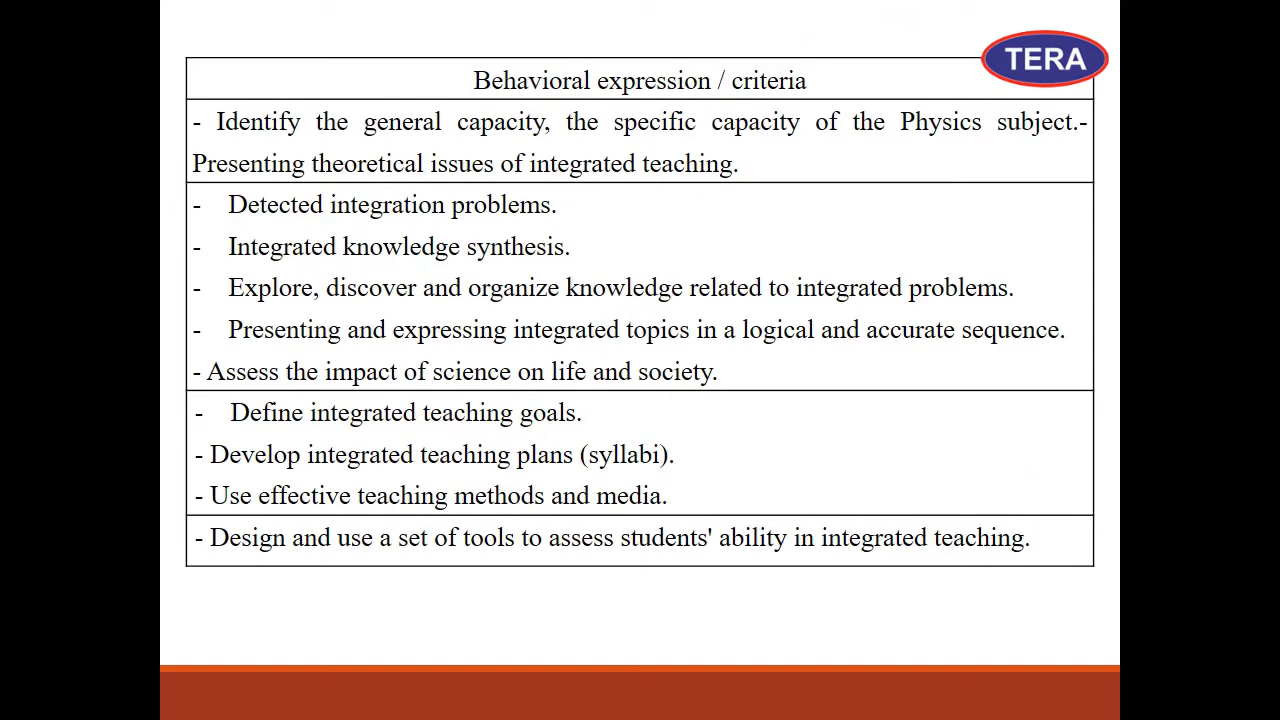 TERA
Behavioral expression / criteria
- Identify the general capacity, the specific capacity of the Physics subject.-
Presenting theoretical issues of integrated teaching.
- Detected integration problems.
- Integrated knowledge synthesis.
- Explore, discover and organize knowledge related to integrated problems.
- Presenting and expressing integrated topics in a logical and accurate sequence.
- Assess the impact of science on life and society.
- Define integrated teaching goals.
- Develop integrated teaching plans (syllabi).
- Use effective teaching methods and media.
- Design and use a set of tools to assess students' ability in integrated teaching.